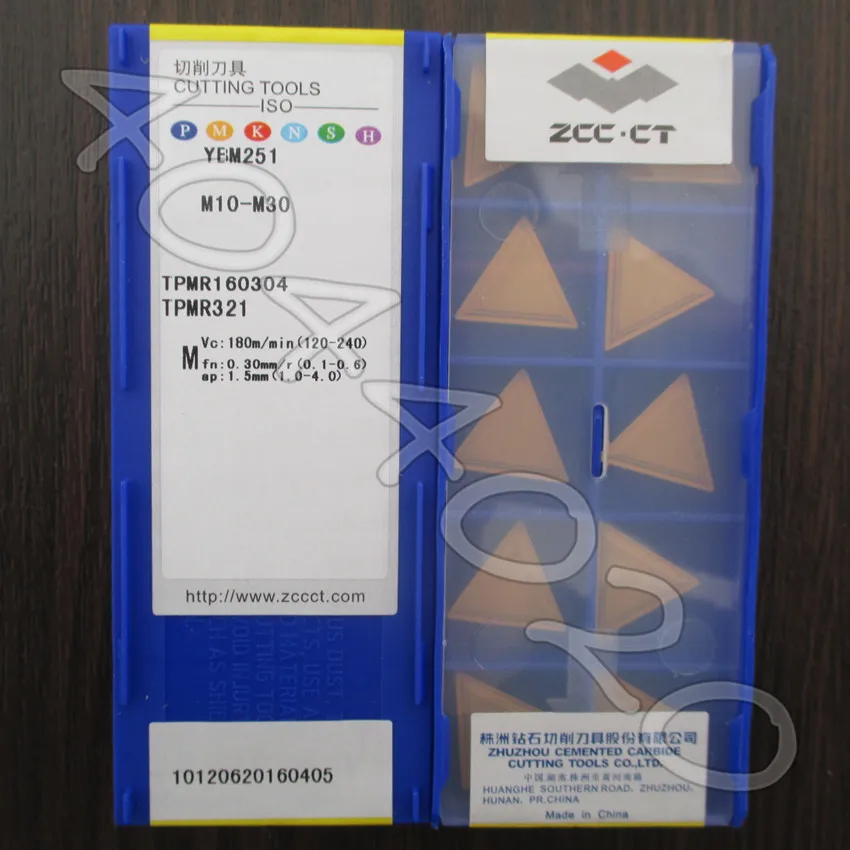 切削刀具
CUTTING TOOLS
ISO
P M K N S H
YBM251
M10-M30
TPMR160304
TPMR321
M
Vc:180m/min(120-240)
fn:0.30mm/r(0.1-0.6)
ap:1.5mm(1.0-4.0)
http://www.zccct.com
10120620160405
ZCC·CT
株洲钻石切削刀具股份有限公司
ZHUZHOU CEMENTED CARBIDE
CUTTING TOOLS CO.,LTD.
HUANGHE SOUTHERN ROAD, ZHUZHOU,
HUNAN, PR.CHINA
Made in China
4044020